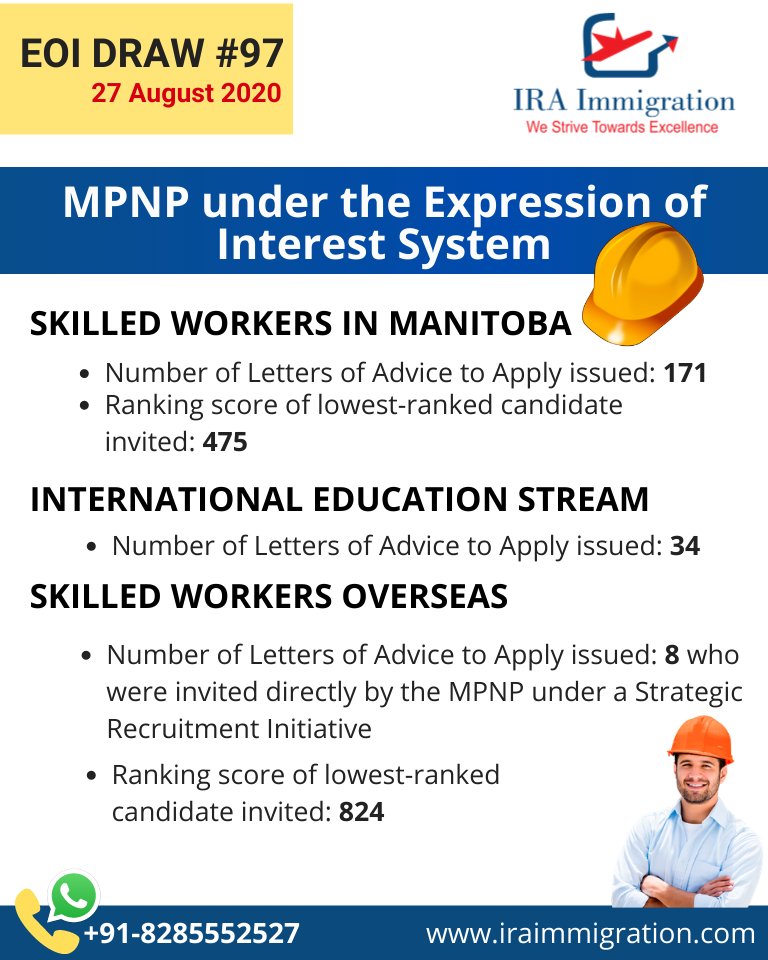 EOI DRAW #97
27 August 2020
IRA Immigration
We Strive Towards Excellence
MPNP under the Expression of
Interest System
SKILLED WORKERS IN MANITOBA
• Number of Letters of Advice to Apply issued: 171
• Ranking score of lowest-ranked candidate
invited: 475
INTERNATIONAL EDUCATION STREAM
• Number of Letters of Advice to Apply issued: 34
SKILLED WORKERS OVERSEAS
• Number of Letters of Advice to Apply issued: 8 who
were invited directly by the MPNP under a Strategic
Recruitment Initiative
• Ranking score of lowest-ranked
candidate invited: 824
+91-8285552527
www.iraimmigration.com